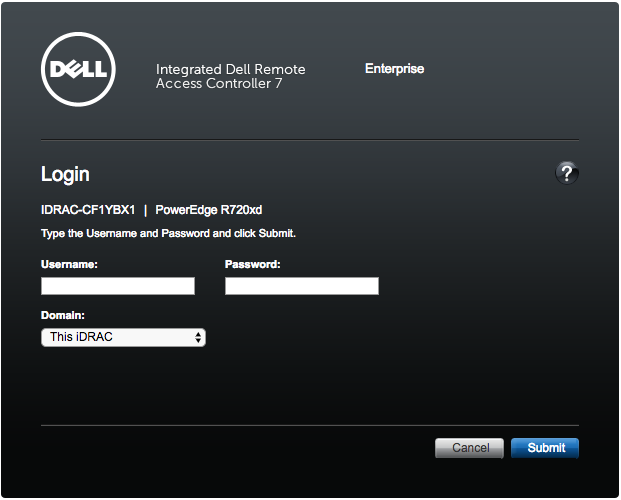 DELL
Integrated Dell Remote
Access Controller 7
Enterprise
Login
?
IDRAC-CF1YBX1 | PowerEdge R720xd
Type the Username and Password and click Submit.
Username: Password:
Domain:
This iDRAC
Cancel Submit